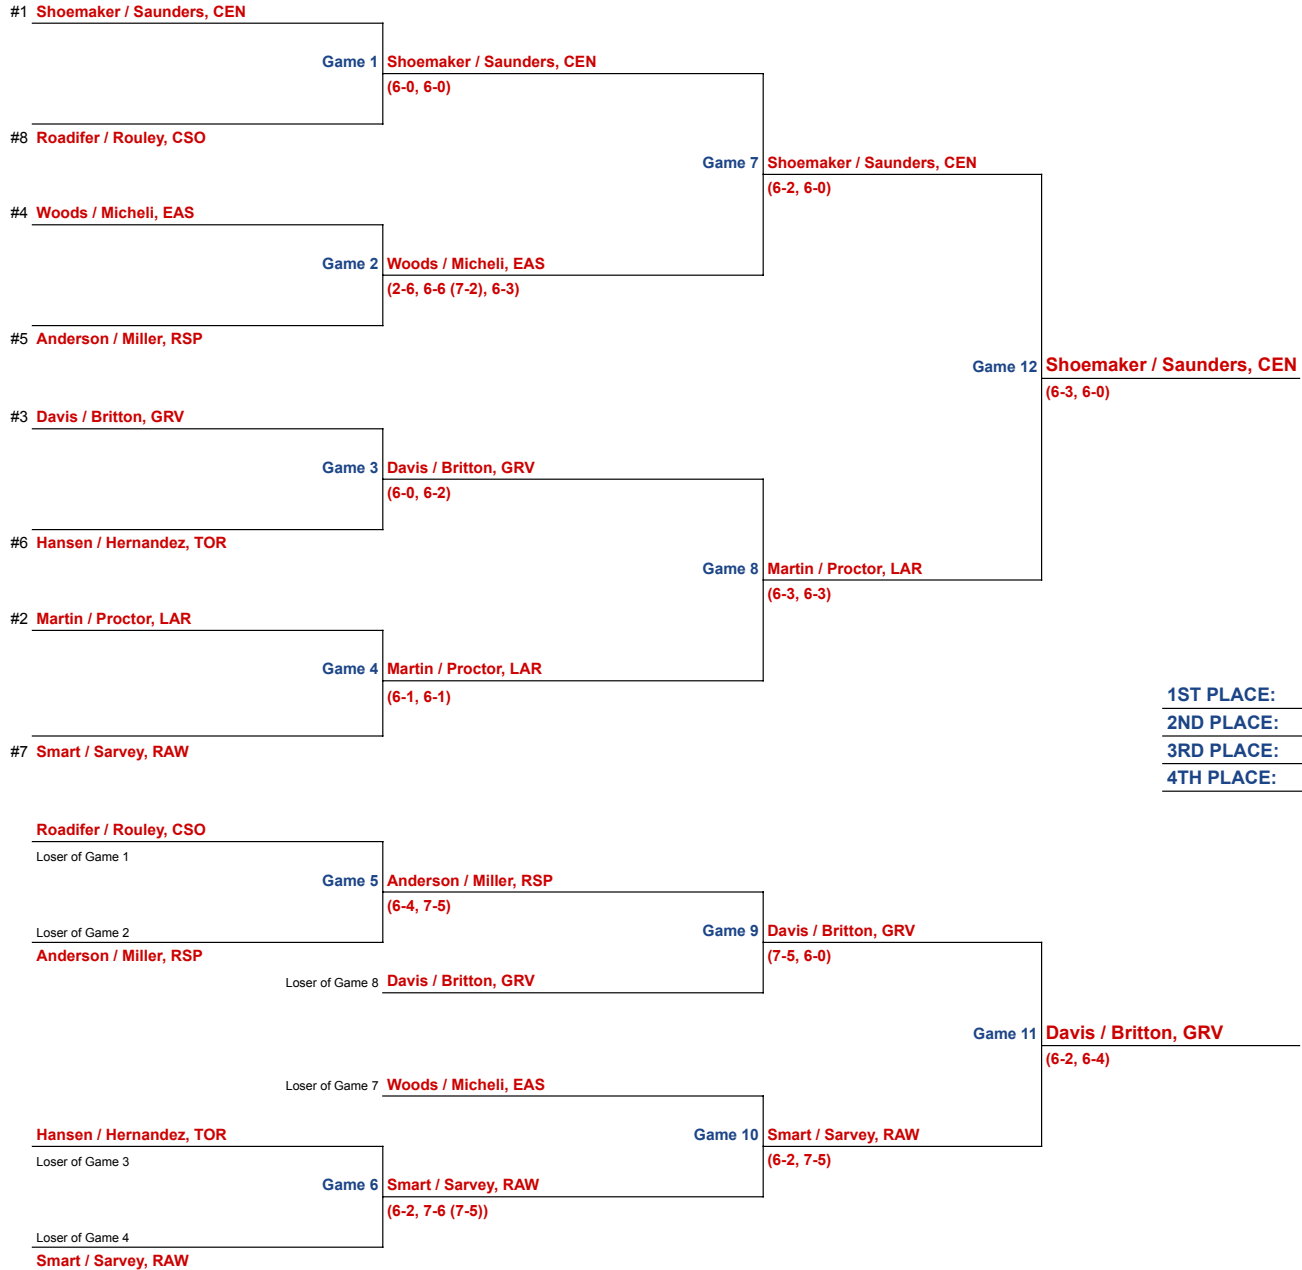 #1 Shoemaker / Saunders, CEN
Game 1 Shoemaker / Saunders, CEN
(6-0, 6-0)
#8 Roadifer / Rouley, CSO
Game 7 Shoemaker / Saunders, CEN
(6-2, 6-0)
#4 Woods / Micheli, EAS
Game 2 Woods / Micheli, EAS
(2-6, 6-6 (7-2), 6-3)
#5 Anderson / Miller, RSP
Game 12 Shoemaker / Saunders, CEN
(6-3, 6-0)
#3 Davis / Britton, GRV
Game 3 Davis / Britton, GRV
(6-0, 6-2)
#6 Hansen / Hernandez, TOR
Game 8 Martin / Proctor, LAR
(6-3, 6-3)
#2 Martin / Proctor, LAR
Game 4 Martin / Proctor, LAR
(6-1, 6-1)
1ST PLACE:
2ND PLACE:
#7 Smart / Sarvey, RAW
3RD PLACE:
4TH PLACE:
Roadifer / Rouley, CSO
Loser of Game 1
Game 5 Anderson / Miller, RSP
(6-4, 7-5)
Loser of Game 2
Game 9 Davis / Britton, GRV
Anderson / Miller, RSP
(7-5, 6-0)
Loser of Game 8 Davis / Britton, GRV
Game 11 Davis / Britton, GRV
(6-2, 6-4)
Loser of Game 7 Woods / Micheli, EAS
Hansen / Hernandez, TOR
Game 10 Smart / Sarvey, RAW
Loser of Game 3
(6-2, 7-5)
Game 6 Smart / Sarvey, RAW
(6-2, 7-6 (7-5))
Loser of Game 4
Smart / Sarvey, RAW